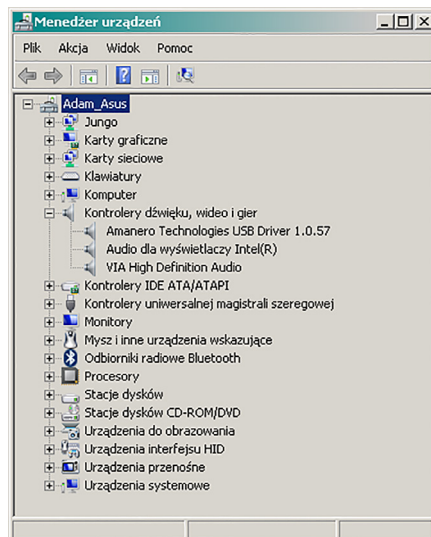 Menedżer urządzeń
Plik Akcja Widok Pomoc
Adam_Asus
Jungo
Karty graficzne
Karty sieciowe
Klawiatury
Komputer
Kontrolery dźwięku, wideo i gier
Amanero Technologies USB Driver 1.0.57
Audio dla wyświetlaczy Intel(R)
VIA High Definition Audio
Kontrolery IDE ATA/ATAPI
Kontrolery uniwersalnej magistrali szeregowej
Monitory
Mysz i inne urządzenia wskazujące
Odbiorniki radiowe Bluetooth
Procesory
Stacje dysków
Stacje dysków CD-ROM/DVD
Urządzenia do obrazowania
Urządzenia interfejsu HID
Urządzenia przenośne
Urządzenia systemowe